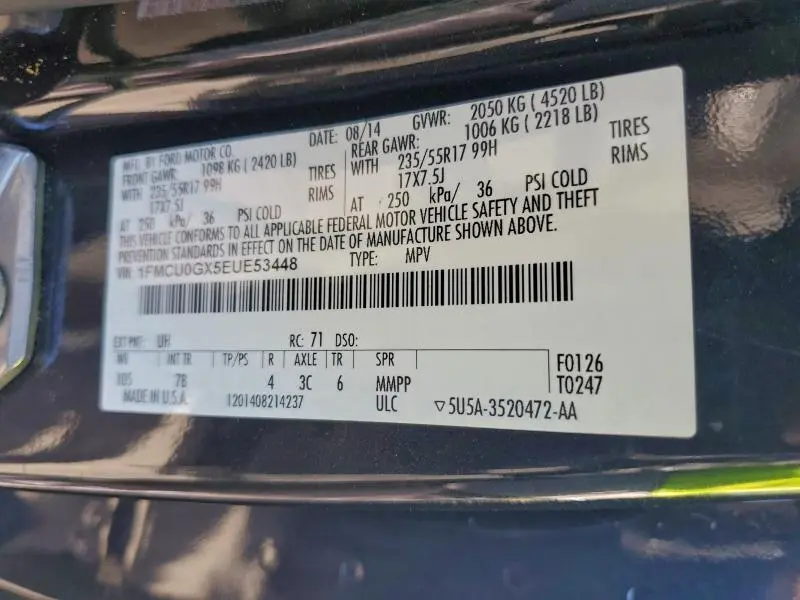 MFD. BY FORD MOTOR CO. DATE: 08/14 GVWR: 2050 KG ( 4520 LB)
FRONT GAWR: 1098 KG ( 2420 LB) REAR GAWR: 1006 KG ( 2218 LB)
WITH 235/55R17 99H TIRES WITH 235/55R17 99H TIRES
17X7.5J RIMS 17X7.5J RIMS
AT 250 kPa/ 36 PSI COLD AT 250 kPa/ 36 PSI COLD
THIS VEHICLE CONFORMS TO ALL APPLICABLE FEDERAL MOTOR VEHICLE SAFETY AND THEFT
PREVENTION STANDARDS IN EFFECT ON THE DATE OF MANUFACTURE SHOWN ABOVE.
VIN: 1FMCU0GX5EUE53448 TYPE: MPV
EXT PNT: UH RC: 71 DSO:
WB INT TR TP/PS R AXLE TR SPR F0126
105 7B 4 3C 6 MMPP T0247
MADE IN U.S.A. 1201408214237 ULC ▽5U5A-3520472-AA